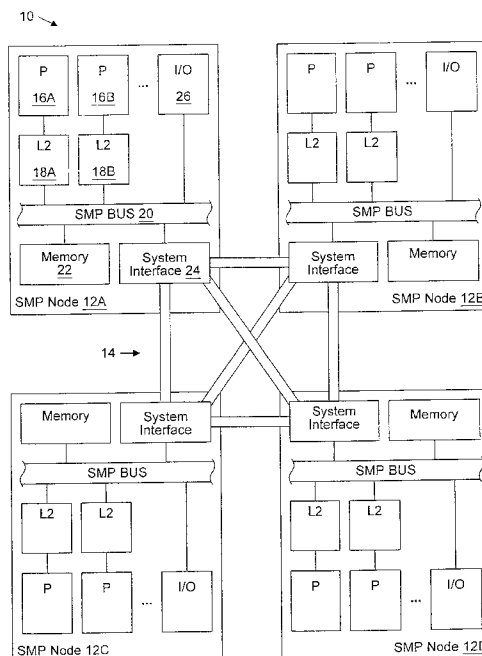 10
P P ... I/O
16A 16B 26
L2 L2
18A 18B
SMP BUS 20
Memory
22
System
Interface 24
SMP Node 12A
P P ... I/O
L2 L2
SMP BUS
System
Interface
Memory
SMP Node 12B
14
Memory
System
Interface
SMP BUS
L2 L2
P P ... I/O
SMP Node 12C
System
Interface
Memory
SMP BUS
L2 L2
P P ... I/O
SMP Node 12D